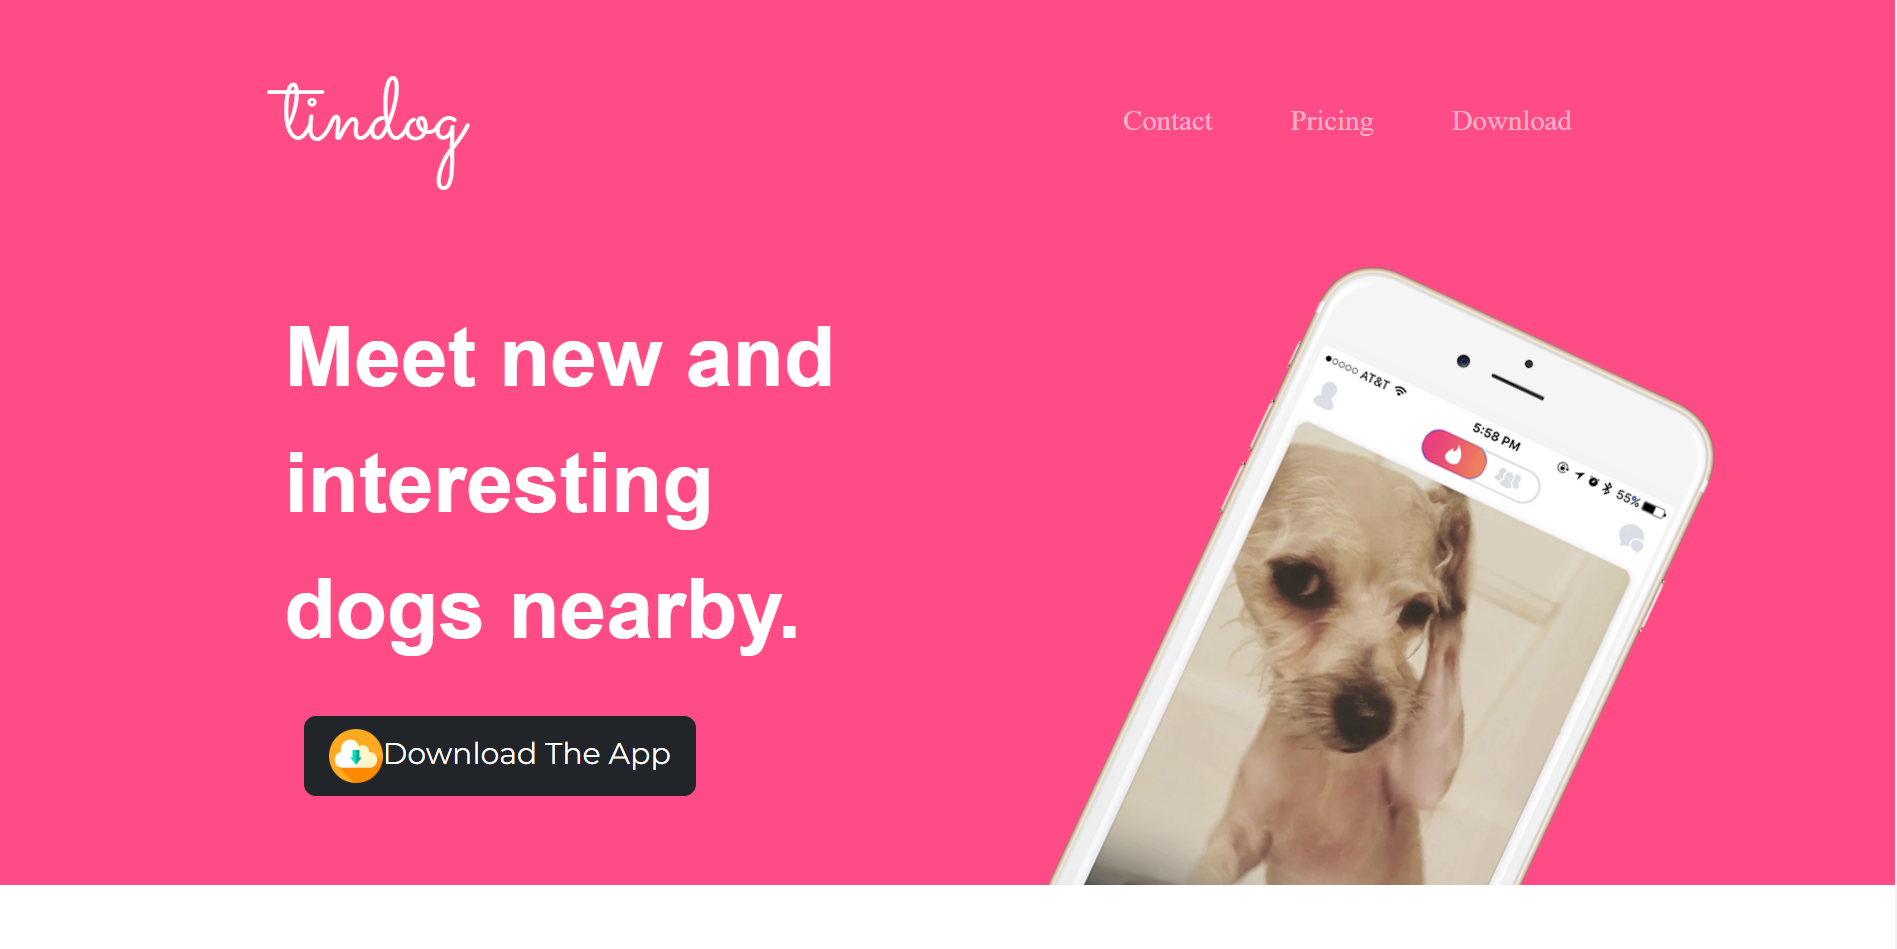 tindog
Contact Pricing Download
Meet new and
interesting
dogs nearby.
Download The App
AT&T
5:58 PM
55%